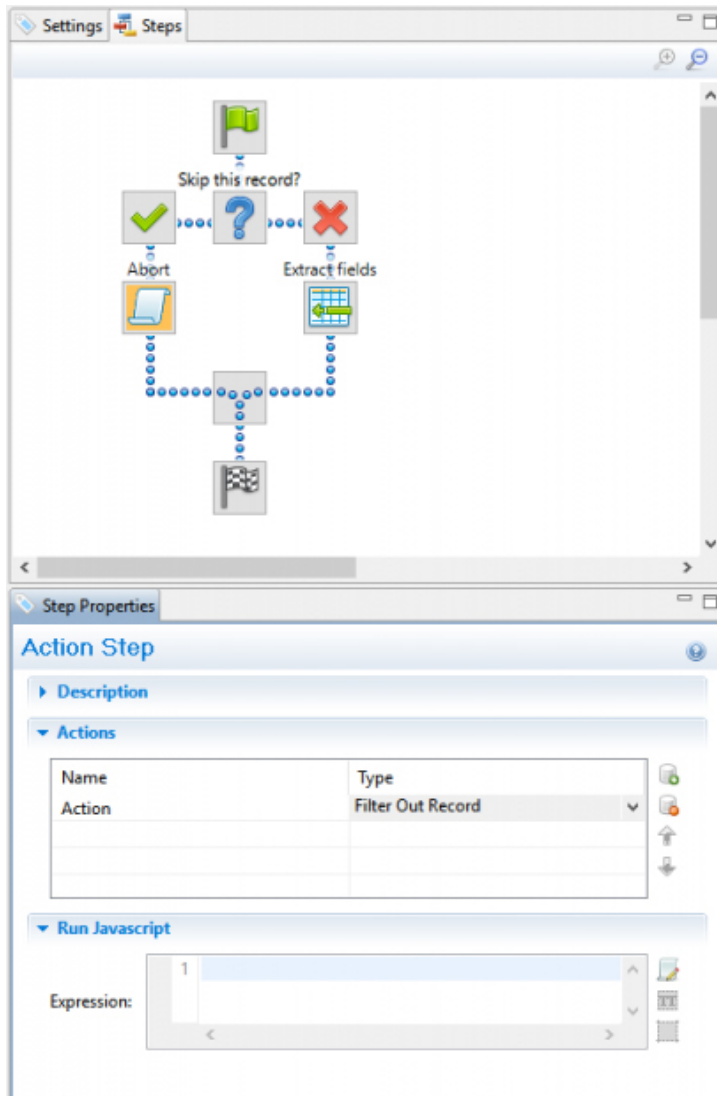 Settings Steps
Skip this record?
Abort Extract fields
Step Properties
Action Step
Description
Actions
Name Type
Action Filter Out Record
Run Javascript
1
Expression:
TT